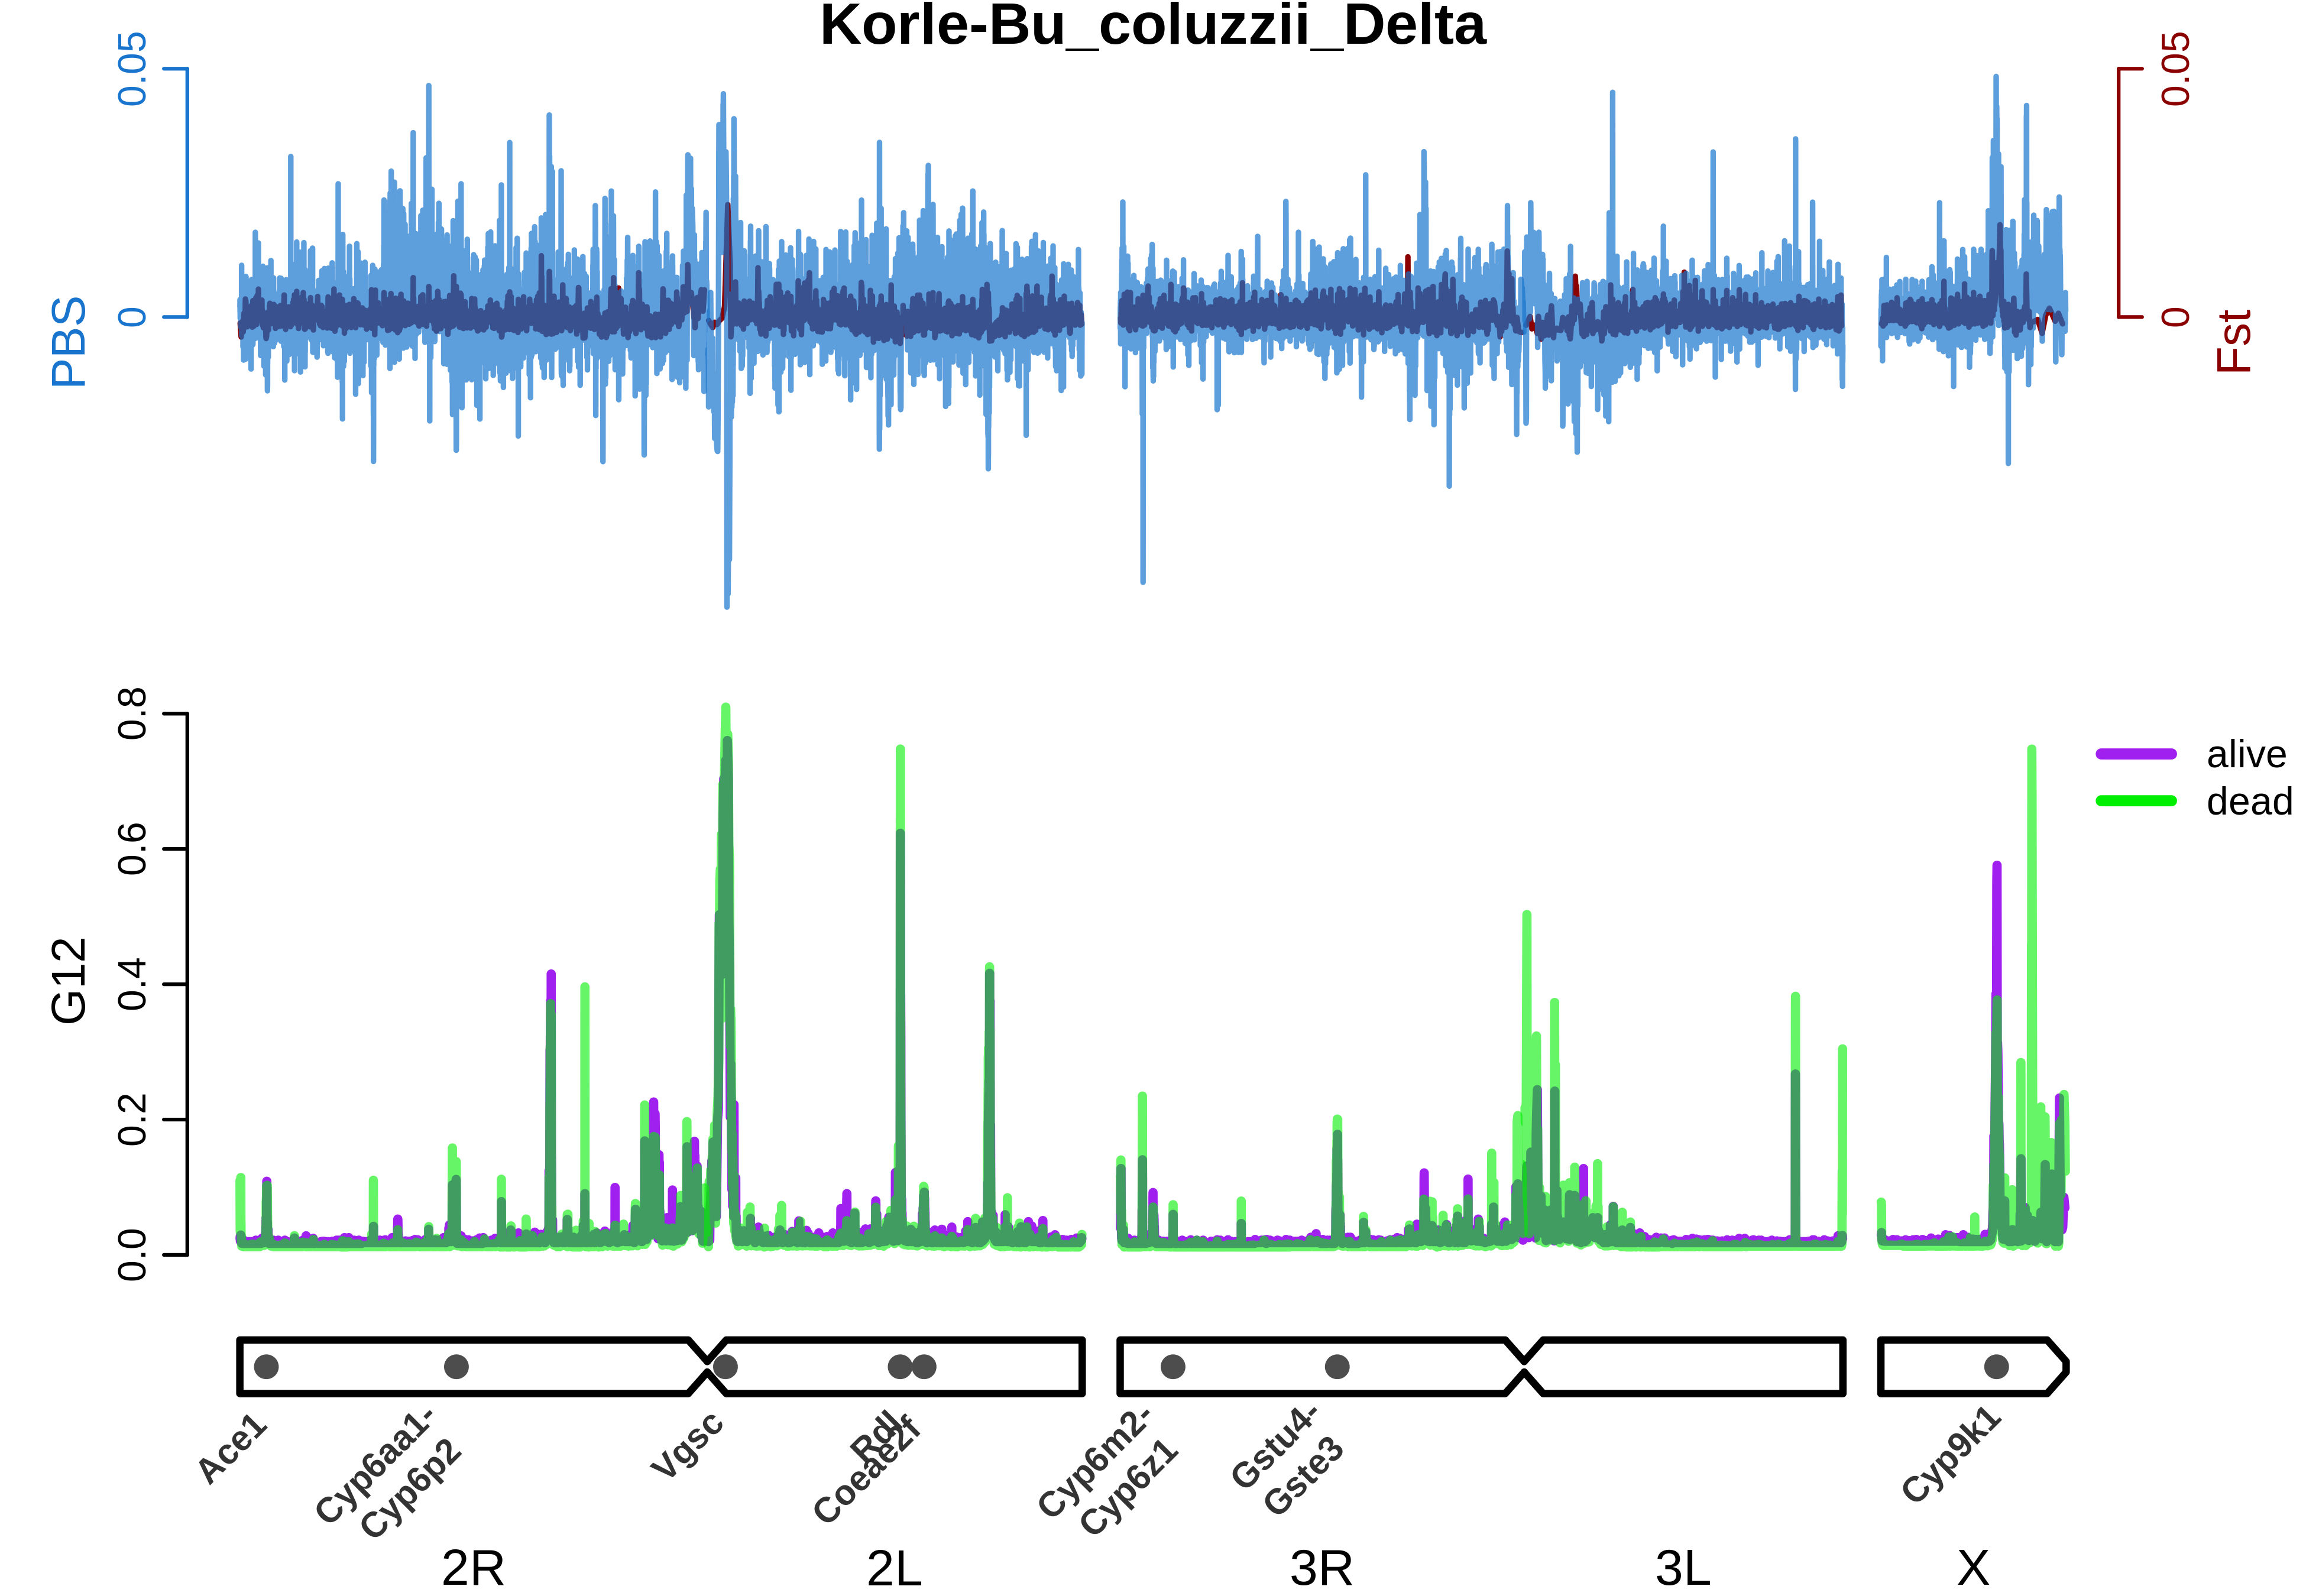 Korle-Bu_coluzzii_Delta
0.05
0
PBS
0.05
0
Fst
0.8
0.6
0.4
0.2
0.0
G12
alive
dead
Ace1
Cyp6aa1-
Cyp6p2
Vgsc
Rdl
Coeae2f
Cyp6m2-
Cyp6z1
Gstu4-
Gste3
Cyp9k1
2R
2L
3R
3L
X